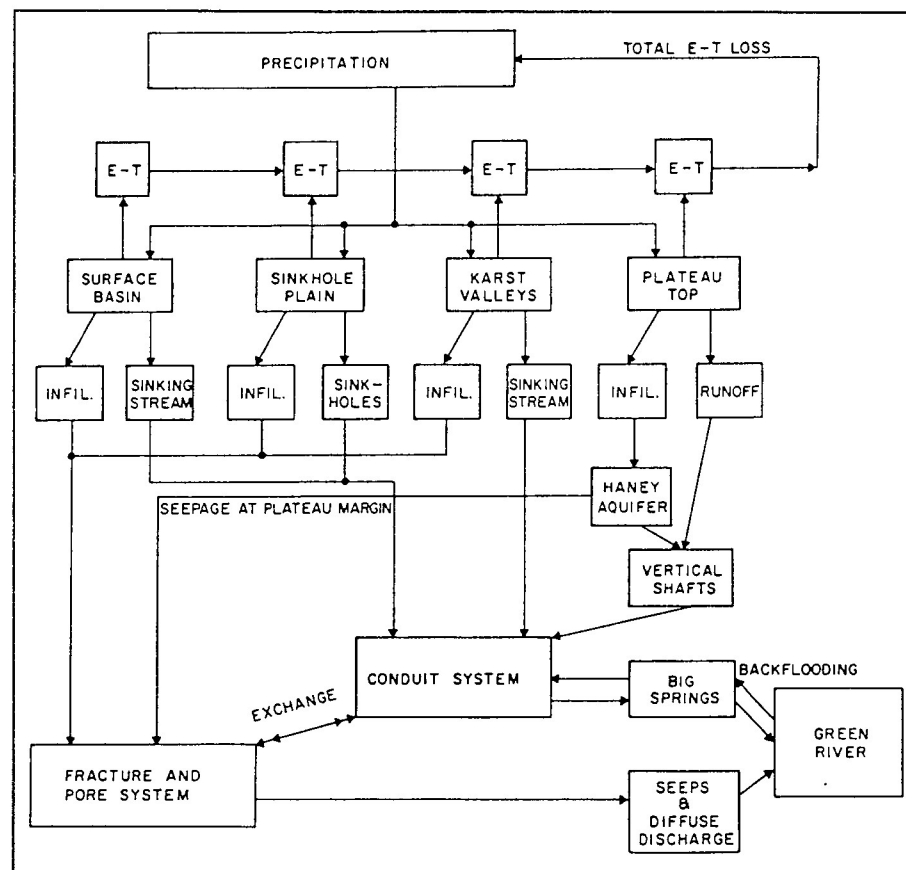 TOTAL E-T LOSS
PRECIPITATION
E-T
E-T
E-T
E-T
SURFACE
BASIN
SINKHOLE
PLAIN
KARST
VALLEYS
PLATEAU
TOP
INFIL.
SINKING
STREAM
INFIL.
SINK-
HOLES
INFIL.
SINKING
STREAM
INFIL.
RUNOFF
HANEY
AQUIFER
SEEPAGE AT PLATEAU MARGIN
VERTICAL
SHAFTS
CONDUIT SYSTEM
BIG
SPRINGS
BACKFLOODING
GREEN
RIVER
EXCHANGE
FRACTURE AND
PORE SYSTEM
SEEPS
&
DIFFUSE
DISCHARGE